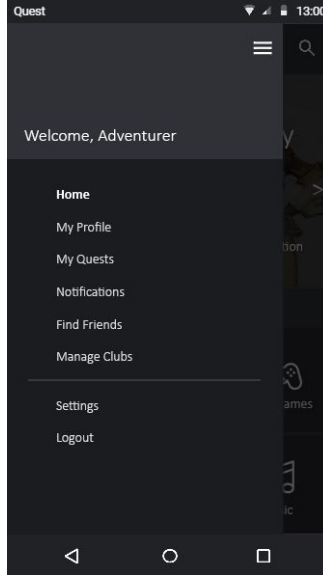 Quest
13:00
Welcome, Adventurer
Home
My Profile
My Quests
Notifications
Find Friends
Manage Clubs
Settings
Logout